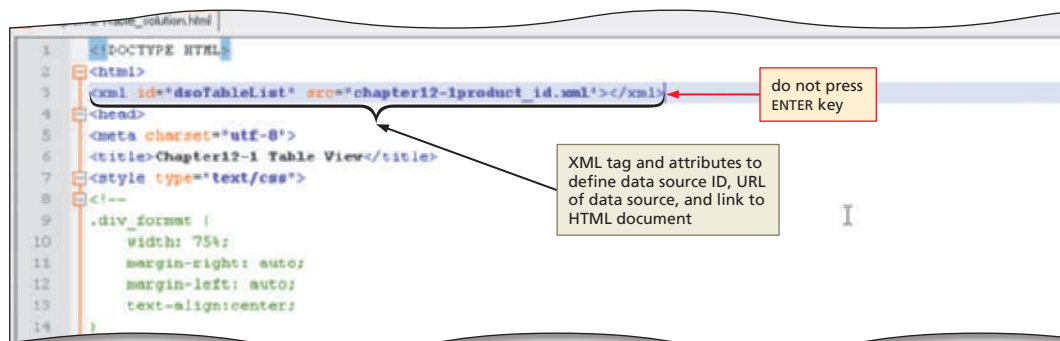 able_solution.html
1 <!DOCTYPE HTML>
2 <html>
3 <xml id="dsoTableList" src="chapter12-1product_id.xml"></xml>
4 <head>
5 <meta charset="utf-8">
6 <title>Chapter12-1 Table View</title>
7 <style type="text/css">
8 <!--
9 .div_format {
10 width: 75%;
11 margin-right: auto;
12 margin-left: auto;
13 text-align:center;
14 }
do not press
ENTER key
XML tag and attributes to
define data source ID, URL
of data source, and link to
HTML document